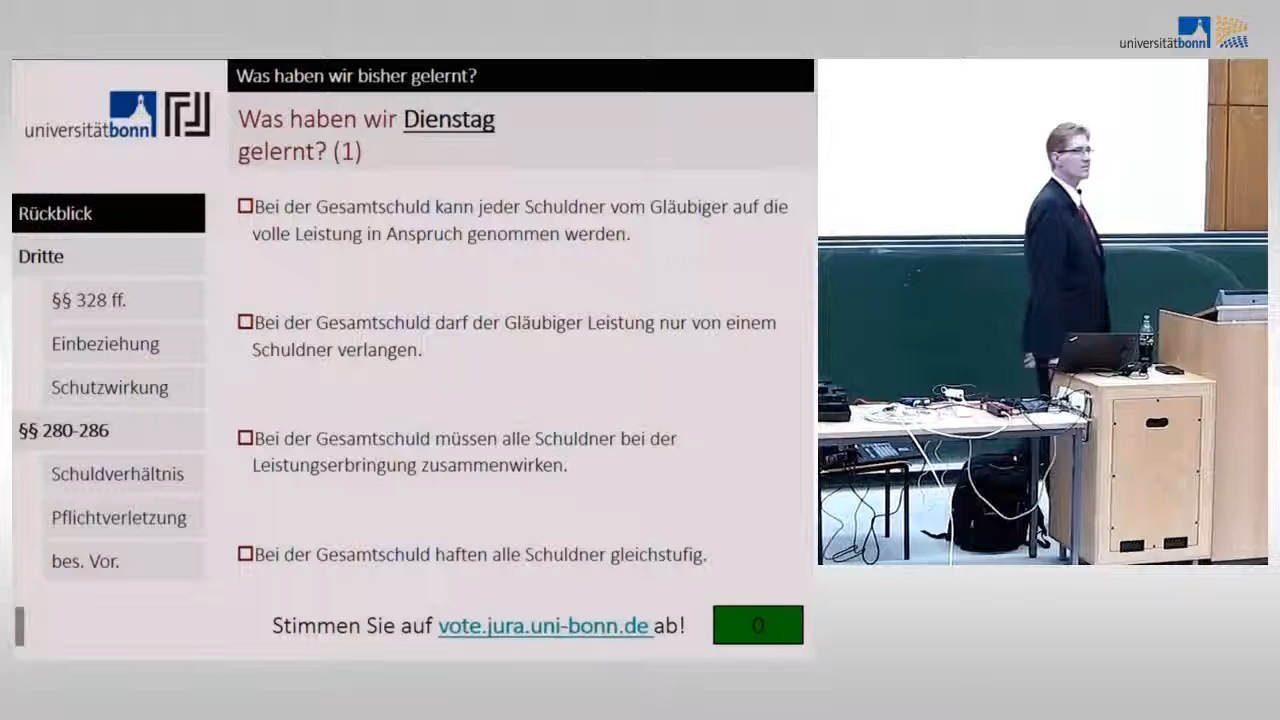 universitätbonn
Was haben wir bisher gelernt?
universitätbonn
Was haben wir Dienstag
gelernt? (1)
Rückblick
Dritte
§§ 328 ff.
Einbeziehung
Schutzwirkung
§§ 280-286
Schuldverhältnis
Pflichtverletzung
bes. Vor.
Bei der Gesamtschuld kann jeder Schuldner vom Gläubiger auf die
volle Leistung in Anspruch genommen werden.
Bei der Gesamtschuld darf der Gläubiger Leistung nur von einem
Schuldner verlangen.
Bei der Gesamtschuld müssen alle Schuldner bei der
Leistungserbringung zusammenwirken.
Bei der Gesamtschuld haften alle Schuldner gleichstufig.
Stimmen Sie auf vote.jura.uni-bonn.de ab!
0